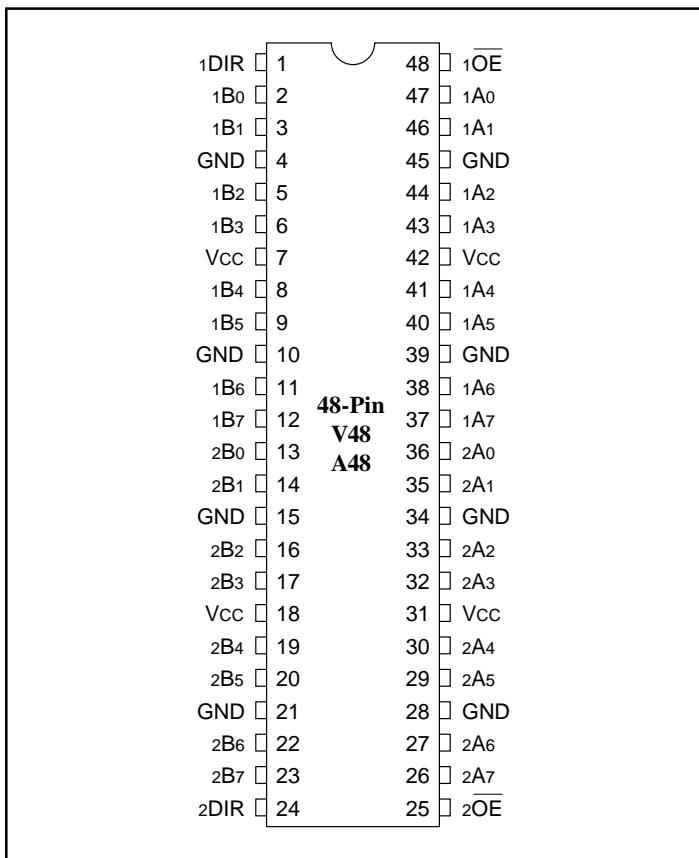 1DIR 1 48 1OE
1B0 2 47 1A0
1B1 3 46 1A1
GND 4 45 GND
1B2 5 44 1A2
1B3 6 43 1A3
VCC 7 42 VCC
1B4 8 41 1A4
1B5 9 40 1A5
GND 10 39 GND
1B6 11 38 1A6
1B7 12 48-Pin 37 1A7
2B0 13 V48 36 2A0
2B1 14 A48 35 2A1
GND 15 34 GND
2B2 16 33 2A2
2B3 17 32 2A3
VCC 18 31 VCC
2B4 19 30 2A4
2B5 20 29 2A5
GND 21 28 GND
2B6 22 27 2A6
2B7 23 26 2A7
2DIR 24 25 2OE